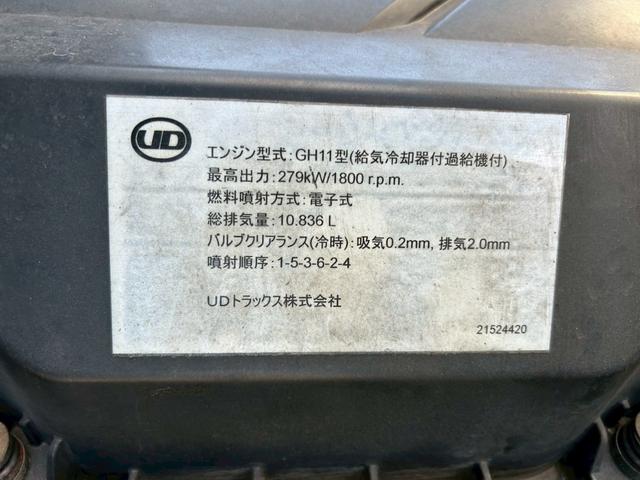 UD
エンジン型式:GH11型(給気冷却器付過給機付)
最高出力:279kW/1800 r.p.m.
燃料噴射方式:電子式
総排気量:10.836 L
バルブクリアランス(冷時):吸気0.2mm, 排気2.0mm
噴射順序:1-5-3-6-2-4
UDトラックス株式会社
21524420